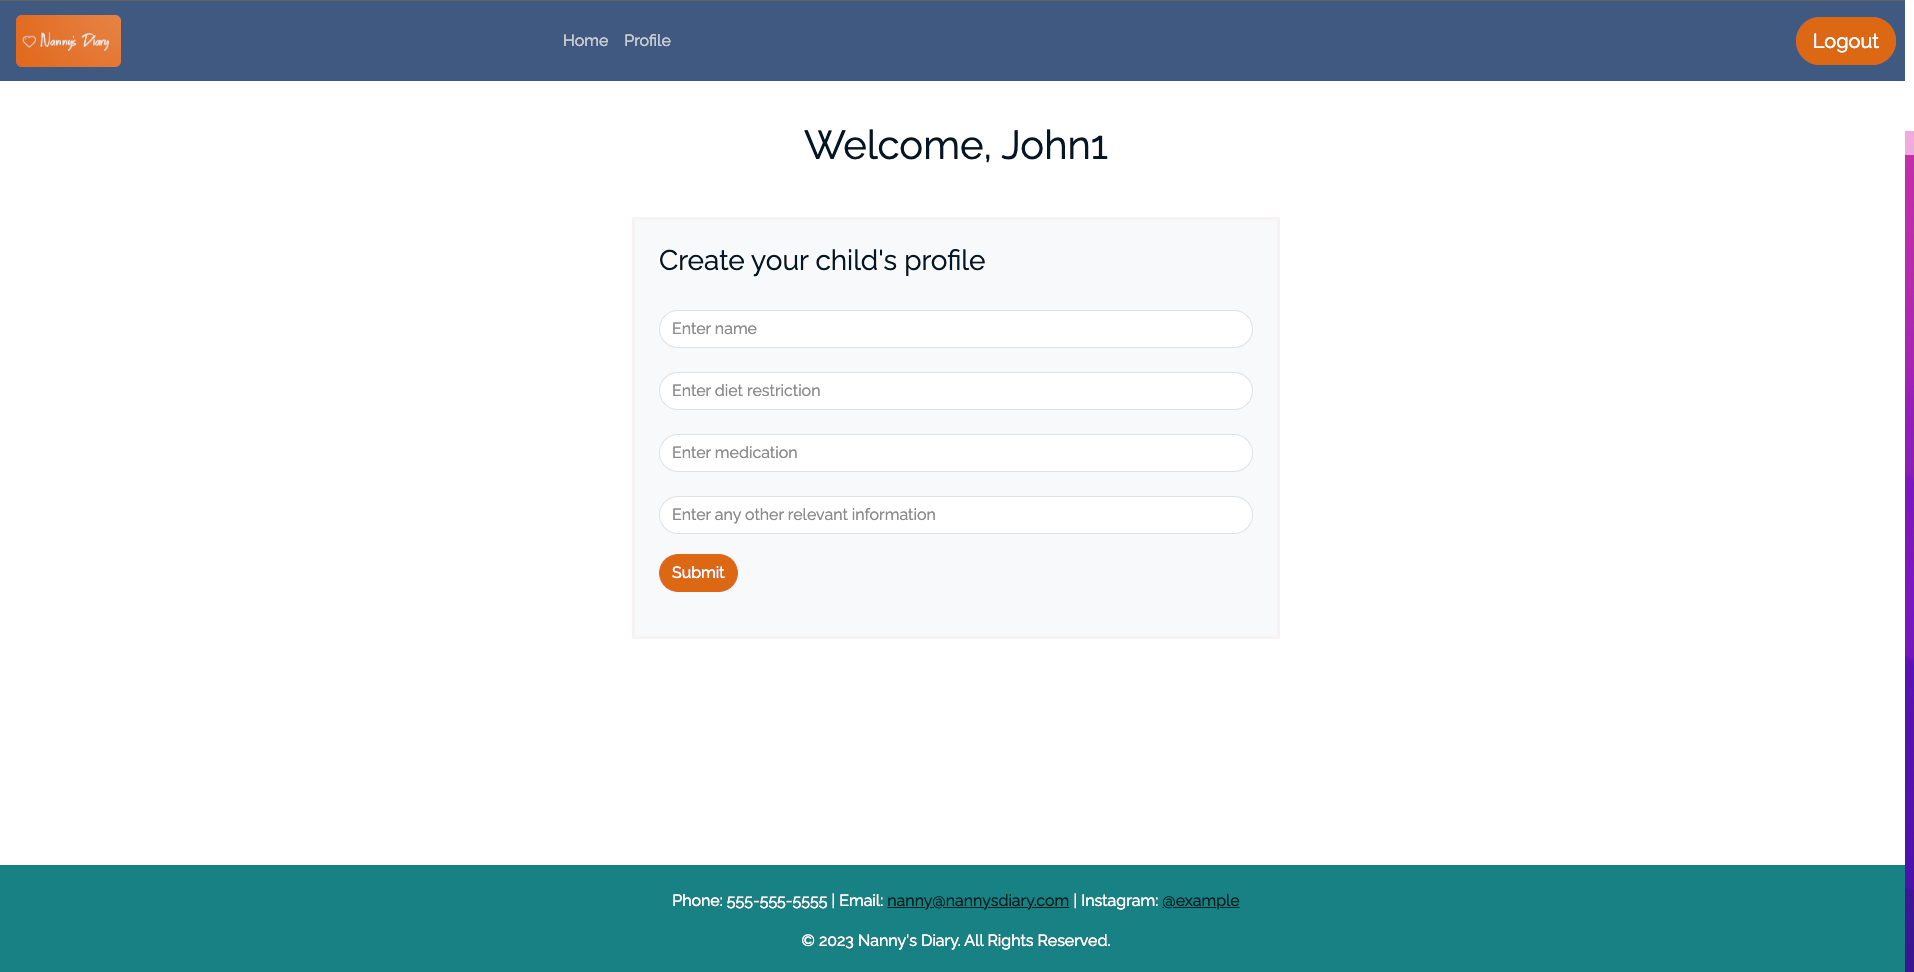 Nanny's Diary
Home Profile
Logout
Welcome, John1
Create your child's profile
Enter name
Enter diet restriction
Enter medication
Enter any other relevant information
Submit
Phone: 555-555-5555 | Email: nanny@nannysdiary.com | Instagram: @example
© 2023 Nanny's Diary. All Rights Reserved.